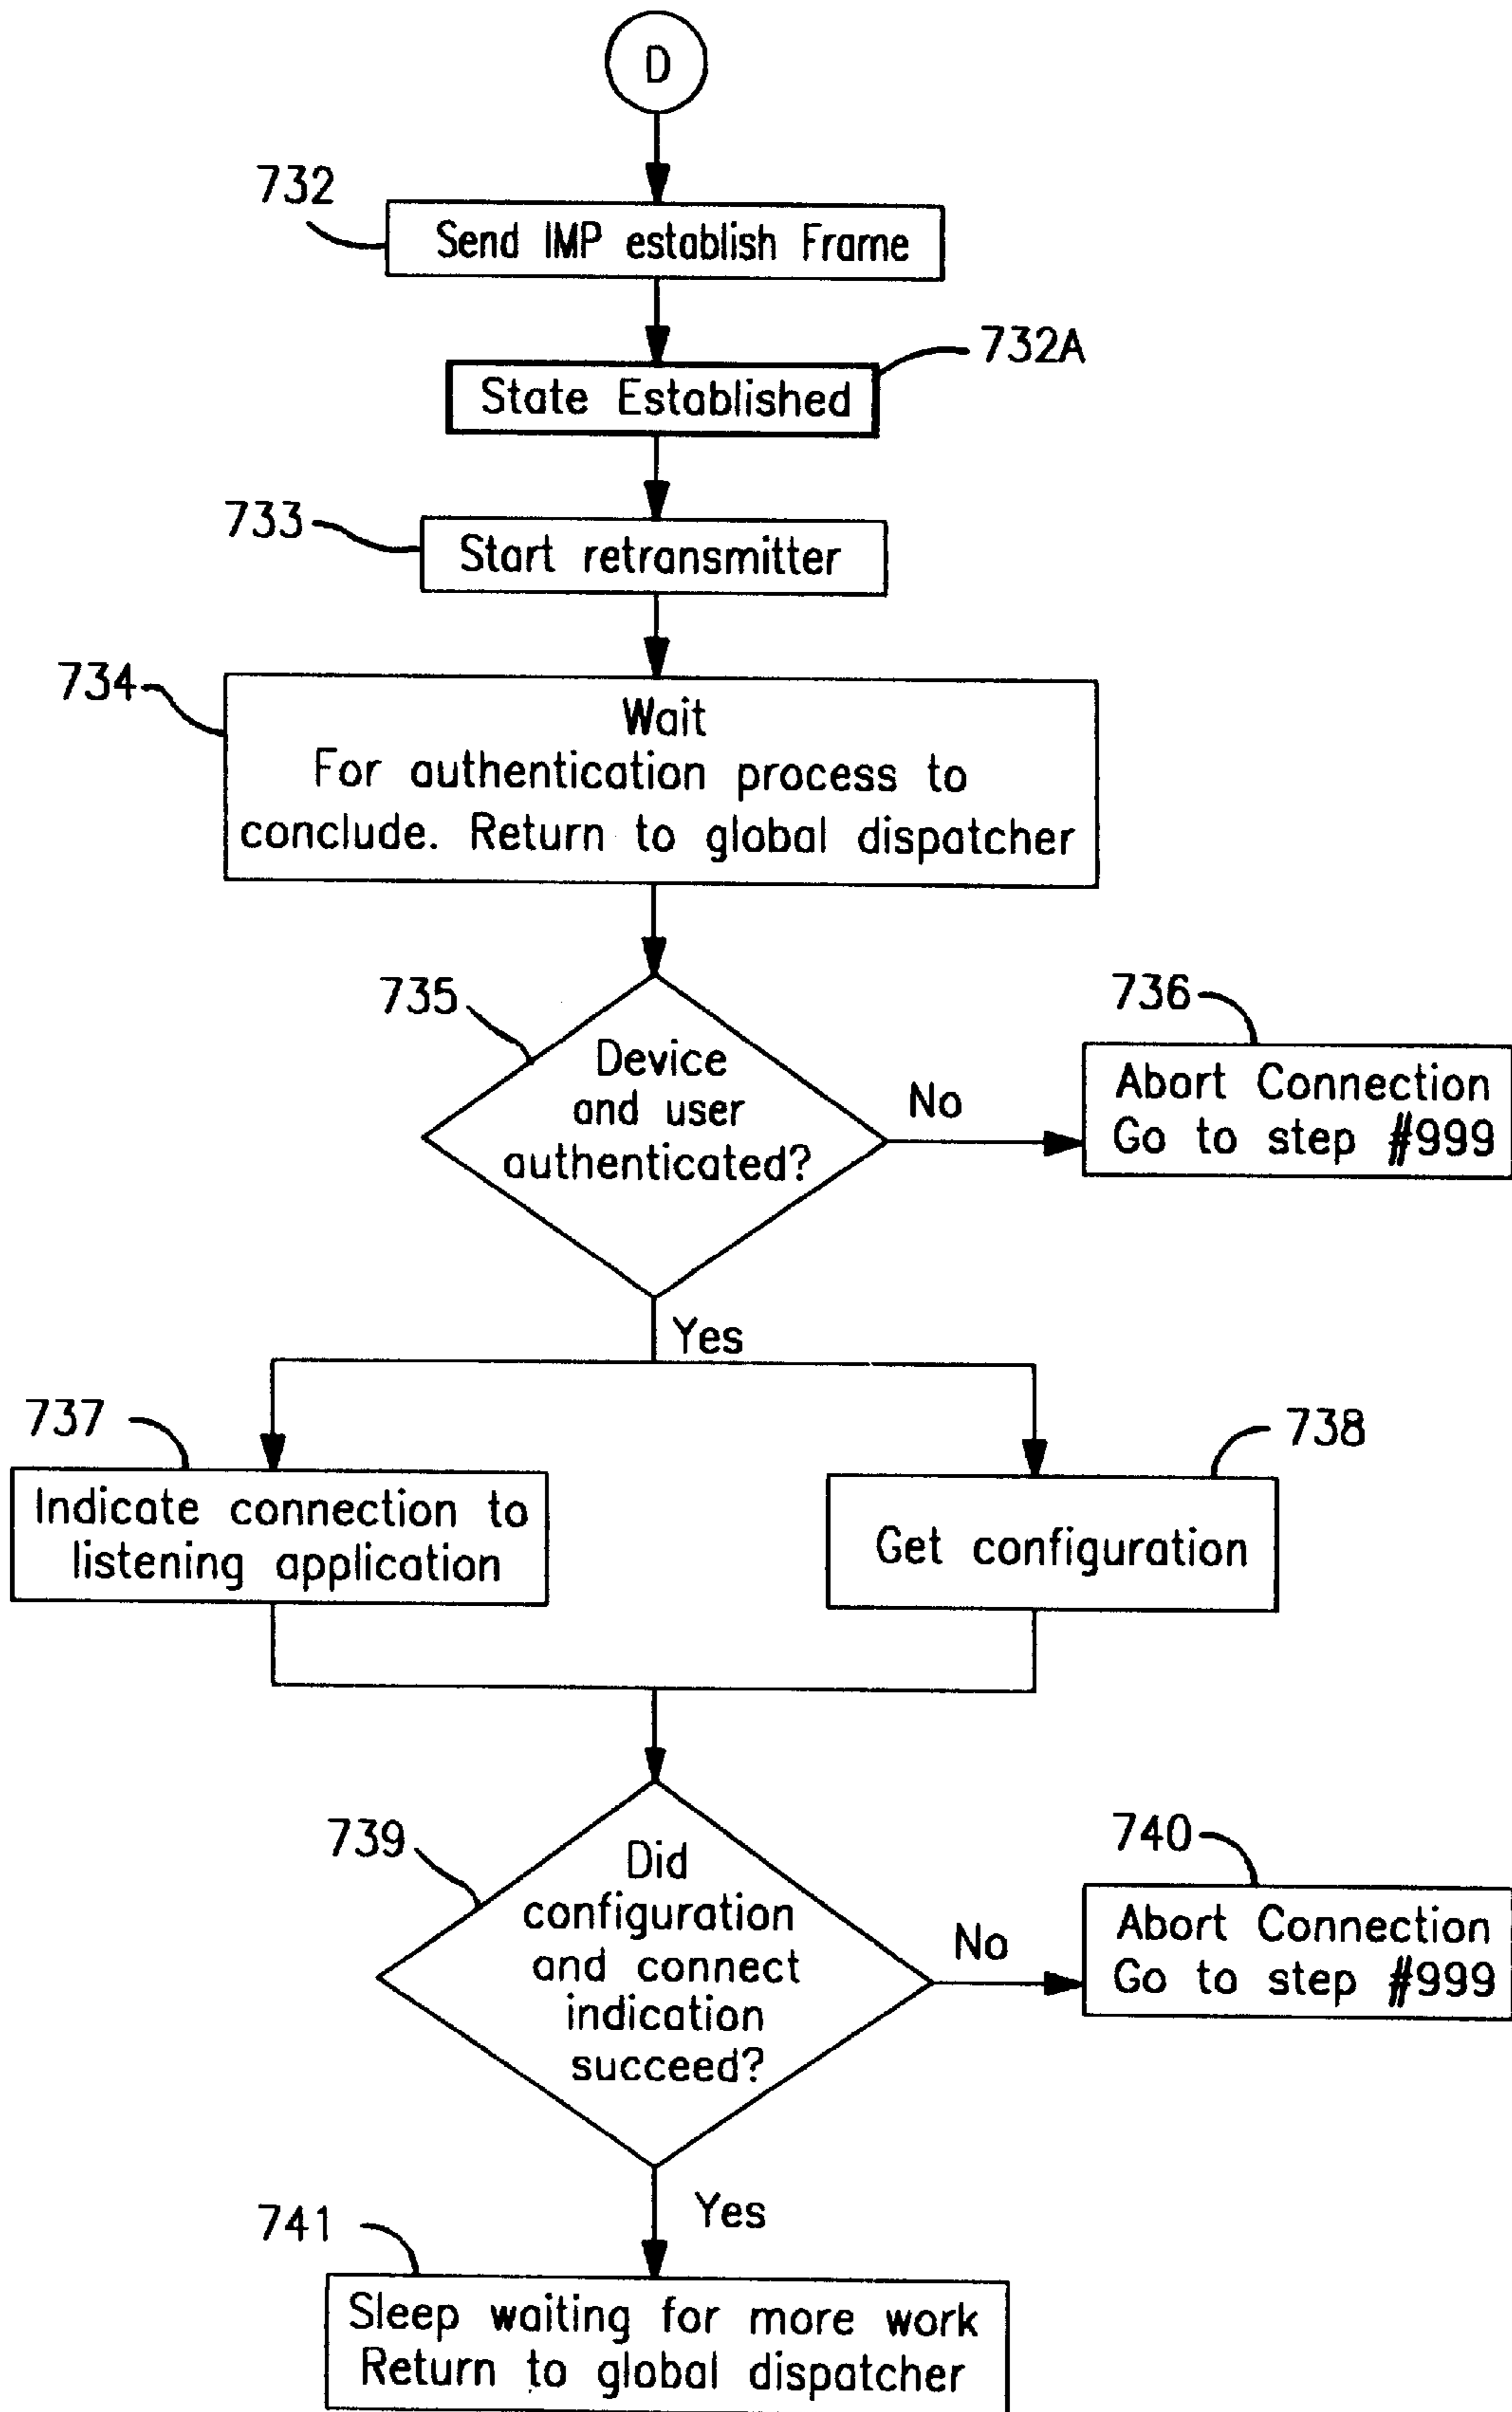 D
732
Send IMP establish Frame
732A
State Established
733
Start retransmitter
734
Wait
For authentication process to
conclude. Return to global dispatcher
735
Device
and user
authenticated?
No
736
Abort Connection
Go to step #999
Yes
737
Indicate connection to
listening application
738
Get configuration
739
Did
configuration
and connect
indication
succeed?
No
740
Abort Connection
Go to step #999
Yes
741
Sleep waiting for more work
Return to global dispatcher